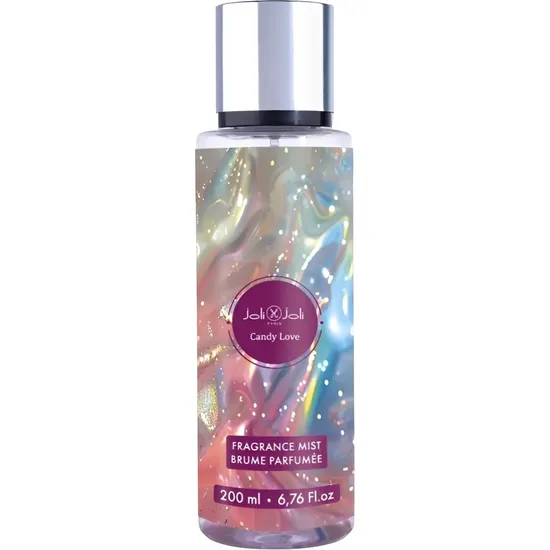 Joli Joli
PARIS
Candy Love
FRAGRANCE MIST
BRUME PARFUMÉE
200 ml • 6,76 Fl.oz